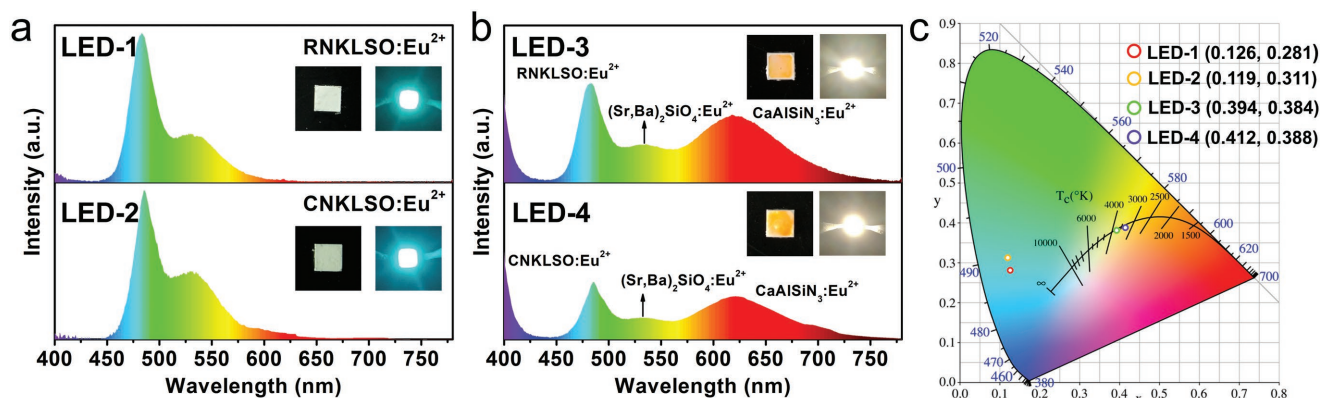 a
LED-1
RNKLSO:Eu²⁺
LED-2
CNKLSO:Eu²⁺
Intensity (a.u.)
400 450 500 550 600 650 700 750
Wavelength (nm)
b
LED-3
RNKLSO:Eu²⁺
(Sr,Ba)₂SiO₄:Eu²⁺
CaAlSiN₃:Eu²⁺
LED-4
CNKLSO:Eu²⁺
(Sr,Ba)₂SiO₄:Eu²⁺
CaAlSiN₃:Eu²⁺
Intensity (a.u.)
400 450 500 550 600 650 700 750
Wavelength (nm)
c
LED-1 (0.126, 0.281)
LED-2 (0.119, 0.311)
LED-3 (0.394, 0.384)
LED-4 (0.412, 0.388)
0.9
0.8
0.7
0.6
0.5
y
0.4
0.3
0.2
0.1
0.0
0.0 0.1 0.2 0.3 0.4 0.5 0.6 0.7 0.8
x
520
540
560
500
580
600
620
700
490
480
470
460
380
Tc(°K)
10000
6000
4000
3000
2500
2000
1500
∞